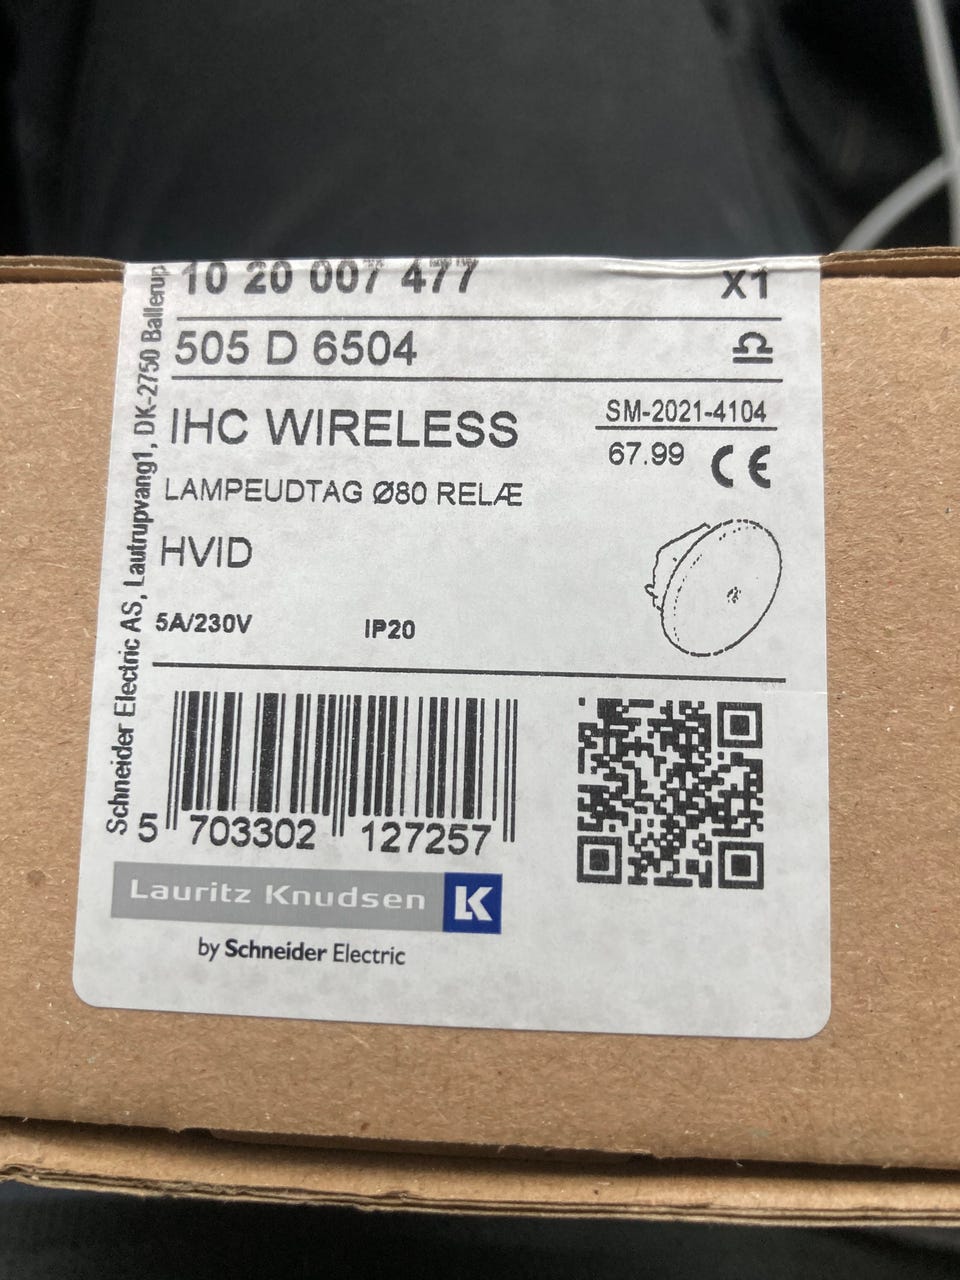 10 20 007 477
X1
505 D 6504
IHC WIRELESS
SM-2021-4104
67.99 CE
LAMPEUDTAG Ø80 RELÆ
HVID
5A/230V IP20
Schneider Electric AS, Lautrupvang1, DK-2750 Ballerup
5 703302 127257
Lauritz Knudsen LK
by Schneider Electric